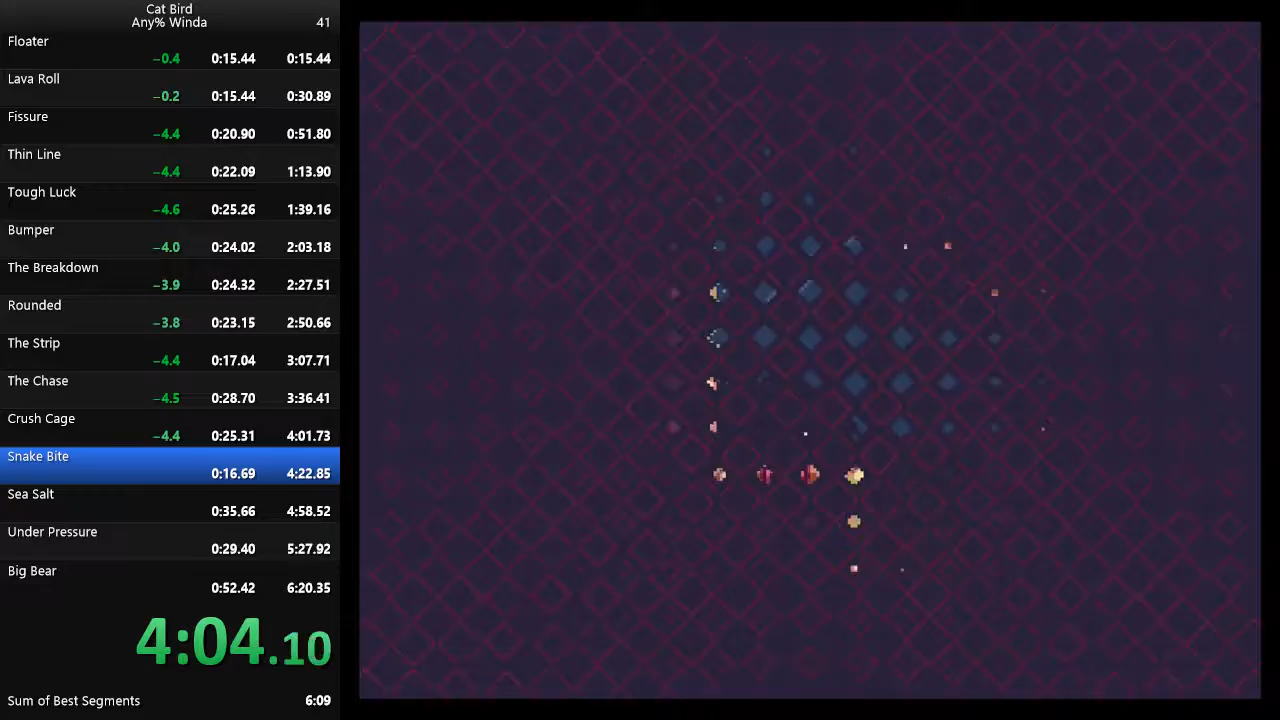 Cat Bird
Any% Winda 41
Floater
−0.4 0:15.44 0:15.44
Lava Roll
−0.2 0:15.44 0:30.89
Fissure
−4.4 0:20.90 0:51.80
Thin Line
−4.4 0:22.09 1:13.90
Tough Luck
−4.6 0:25.26 1:39.16
Bumper
−4.0 0:24.02 2:03.18
The Breakdown
−3.9 0:24.32 2:27.51
Rounded
−3.8 0:23.15 2:50.66
The Strip
−4.4 0:17.04 3:07.71
The Chase
−4.5 0:28.70 3:36.41
Crush Cage
−4.4 0:25.31 4:01.73
Snake Bite
0:16.69 4:22.85
Sea Salt
0:35.66 4:58.52
Under Pressure
0:29.40 5:27.92
Big Bear
0:52.42 6:20.35
4:04.10
Sum of Best Segments 6:09